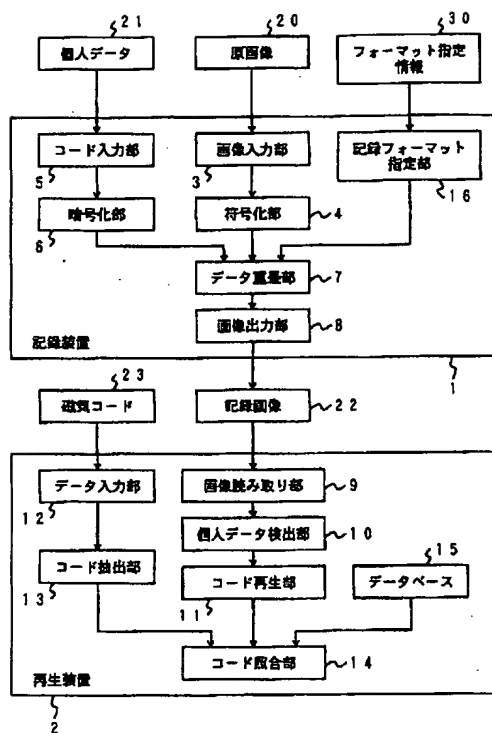 21
20
30
個人データ
原画像
フォーマット指定
情報
コード入力部
画像入力部
記録フォーマット
指定部
5
3
16
暗号化部
符号化部
4
6
データ重畳部
7
画像出力部
8
記録装置
1
23
磁気コード
記録画像
22
データ入力部
画像読み取り部
9
12
個人データ検出部
10
コード抽出部
コード再生部
15
データベース
13
11
コード照合部
14
再生装置
2